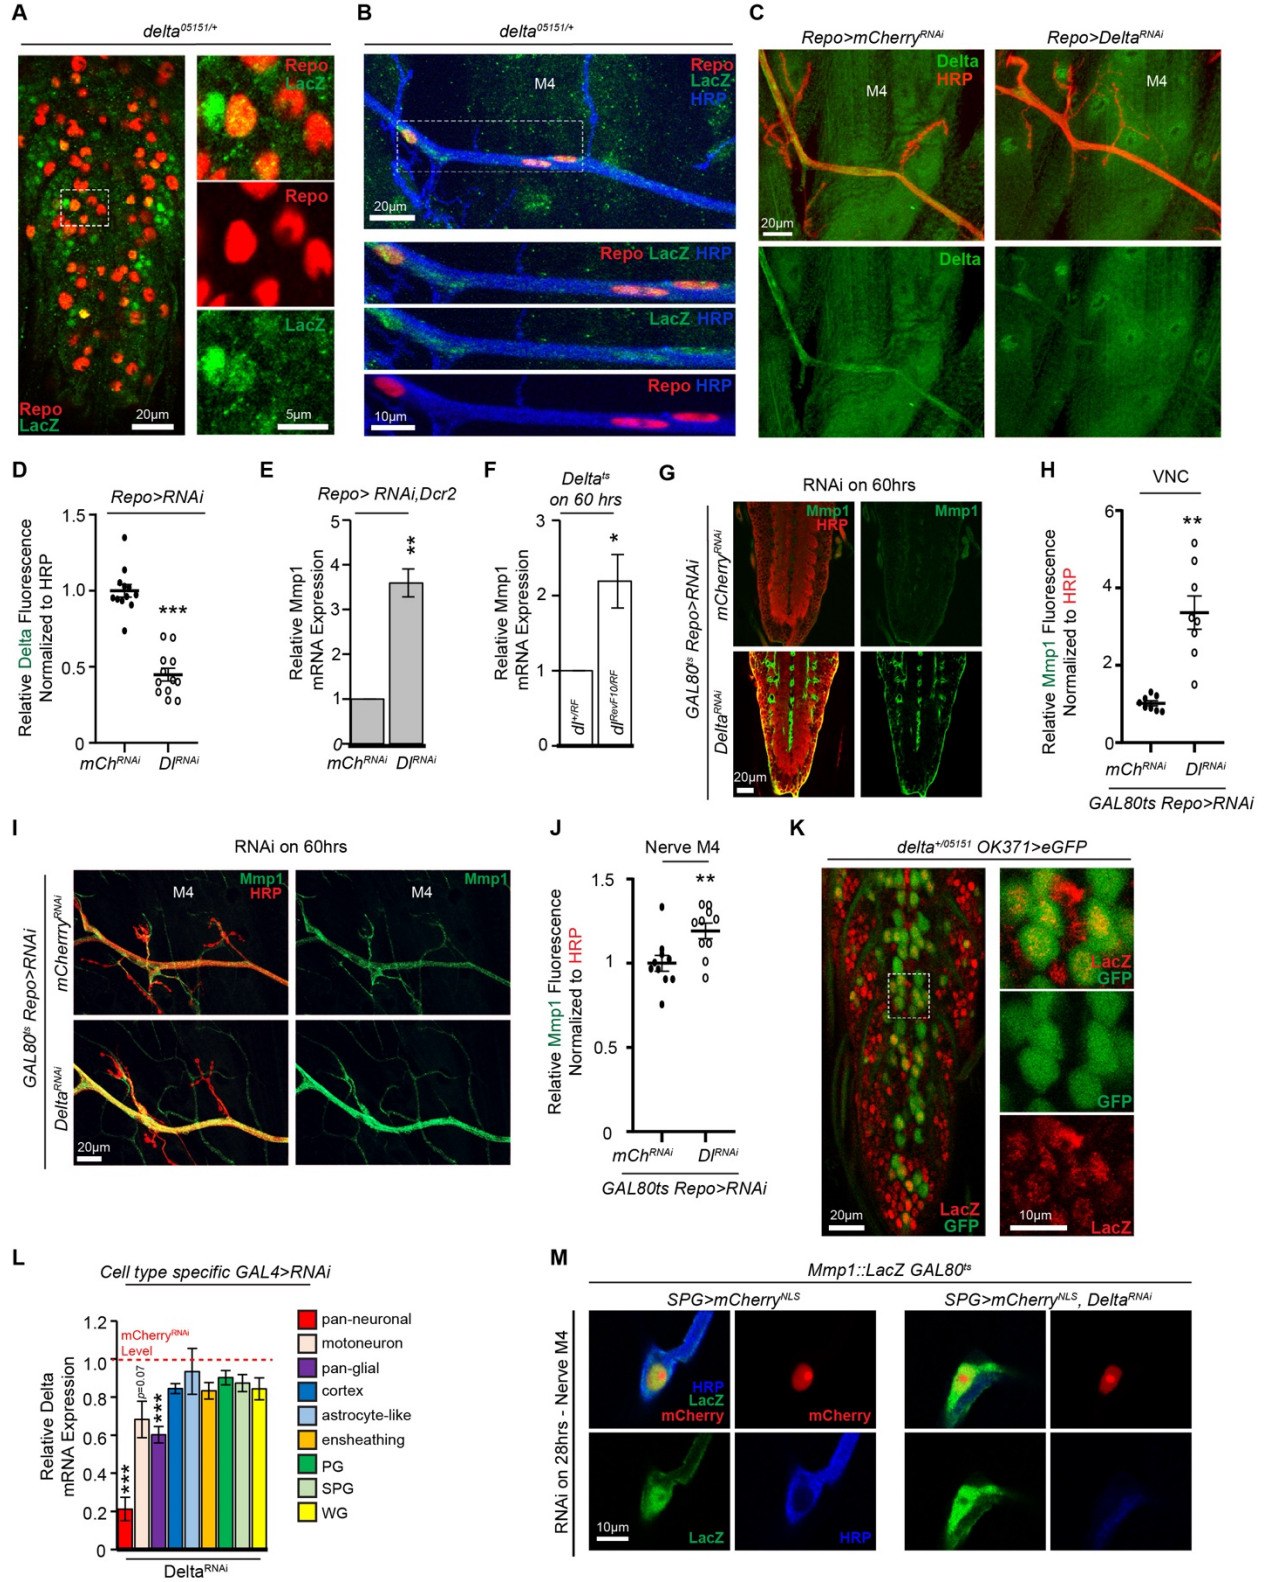 A
delta05151/+
Repo
LacZ
Repo
LacZ
Repo
LacZ
20µm
5µm
B
delta05151/+
Repo
LacZ
HRP
M4
20µm
Repo LacZ HRP
LacZ HRP
Repo HRP
10µm
C
Repo>mCherryRNAi
Repo>DeltaRNAi
Delta
HRP
M4
M4
20µm
Delta
D
Repo>RNAi
Relative Delta Fluorescence
Normalized to HRP
1.5
1.0
0.5
0
***
mChRNAi
DlRNAi
E
Repo> RNAi,Dcr2
Relative Mmp1
mRNA Expression
5
4
3
2
1
0
**
mChRNAi
DlRNAi
F
Deltats
on 60 hrs
Relative Mmp1
mRNA Expression
3
2
1
0
*
dl+/RF
dlRevF10/RF
G
RNAi on 60hrs
GAL80ts Repo>RNAi
mCherryRNAi
DeltaRNAi
Mmp1
HRP
Mmp1
20µm
H
VNC
Relative Mmp1 Fluorescence
Normalized to HRP
6
4
2
0
**
mChRNAi
DlRNAi
GAL80ts Repo>RNAi
I
RNAi on 60hrs
GAL80ts Repo>RNAi
mCherryRNAi
DeltaRNAi
M4
Mmp1
HRP
M4
Mmp1
20µm
J
Nerve M4
Relative Mmp1 Fluorescence
Normalized to HRP
1.5
1
0.5
0
**
mChRNAi
DlRNAi
GAL80ts Repo>RNAi
K
delta+/05151 OK371>eGFP
LacZ
GFP
GFP
LacZ
GFP
LacZ
20µm
10µm
L
Cell type specific GAL4>RNAi
Relative Delta
mRNA Expression
1.2
1.0
0.8
0.6
0.4
0.2
0
mCherryRNAi
Level
***
p=0.07
***
DeltaRNAi
pan-neuronal
motoneuron
pan-glial
cortex
astrocyte-like
ensheathing
PG
SPG
WG
M
Mmp1::LacZ GAL80ts
SPG>mCherryNLS
SPG>mCherryNLS, DeltaRNAi
RNAi on 28hrs - Nerve M4
HRP
LacZ
mCherry
mCherry
LacZ
HRP
10µm